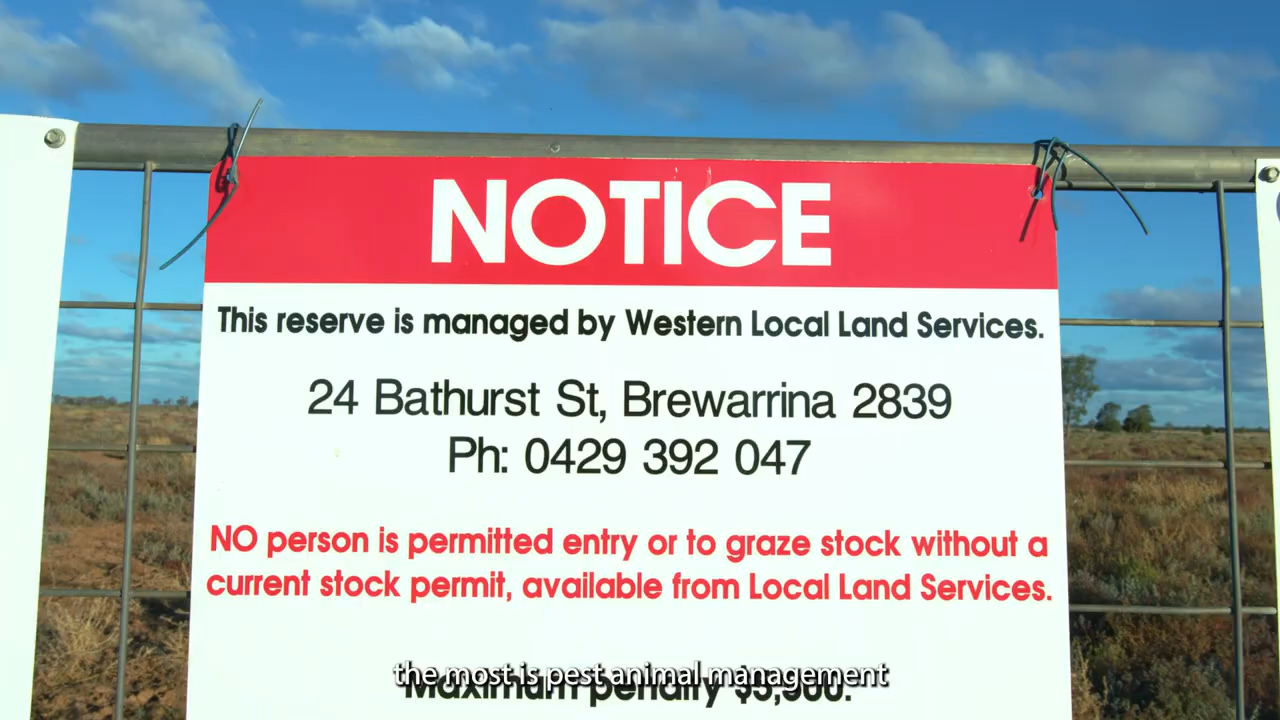 NOTICE
This reserve is managed by Western Local Land Services.
24 Bathurst St, Brewarrina 2839
Ph: 0429 392 047
NO person is permitted entry or to graze stock without a
current stock permit, available from Local Land Services.
the most is pest animal management
Maximum penalty